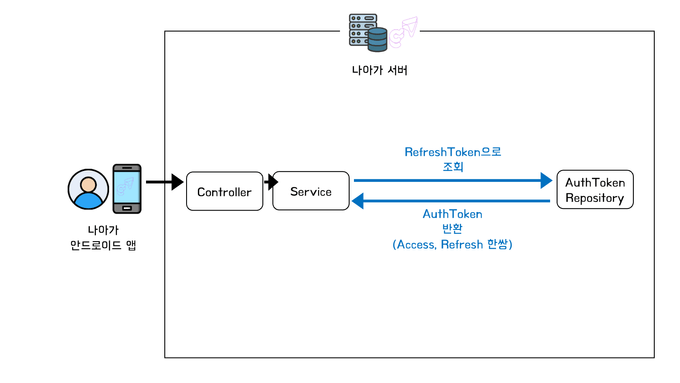 나아가 서버
RefreshToken으로
조회
Controller
Service
AuthToken
Repository
AuthToken
반환
(Access, Refresh 한쌍)
나아가
안드로이드 앱